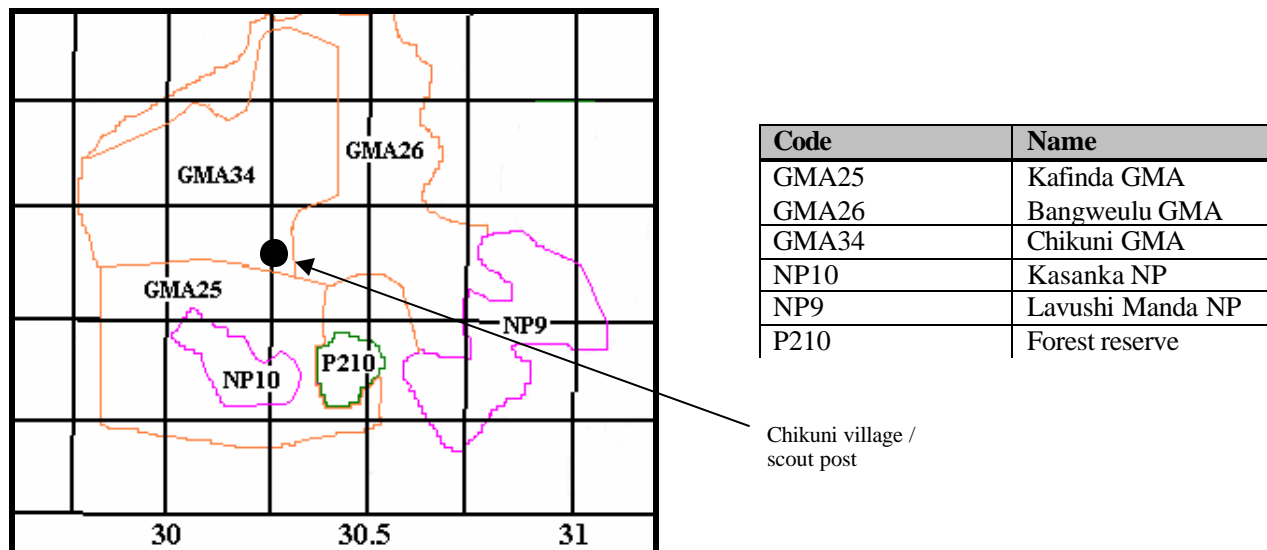 GMA26
GMA34
GMA25
NP9
P210
NP10
30 30.5 31
Code Name
GMA25 Kafinda GMA
GMA26 Bangweulu GMA
GMA34 Chikuni GMA
NP10 Kasanka NP
NP9 Lavushi Manda NP
P210 Forest reserve
Chikuni village /
scout post